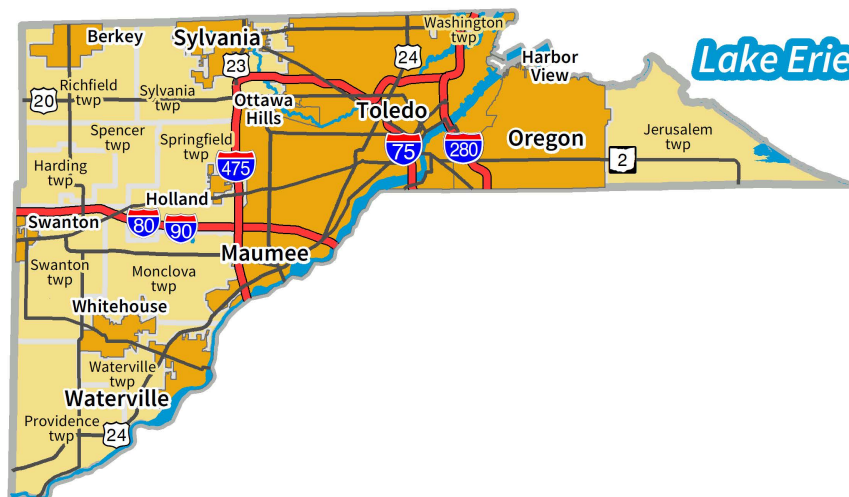 Washington
twp
Berkey
Sylvania
24
Harbor
View
Lake Erie
23
Richfield
twp
20
Sylvania
twp
Ottawa
Hills
Toledo
Spencer
twp
Springfield
twp
Oregon
Jerusalem
twp
75
280
2
Harding
twp
475
Holland
Swanton
80
90
Maumee
Swanton
twp
Monclova
twp
Whitehouse
Waterville
twp
Waterville
Providence
twp
24